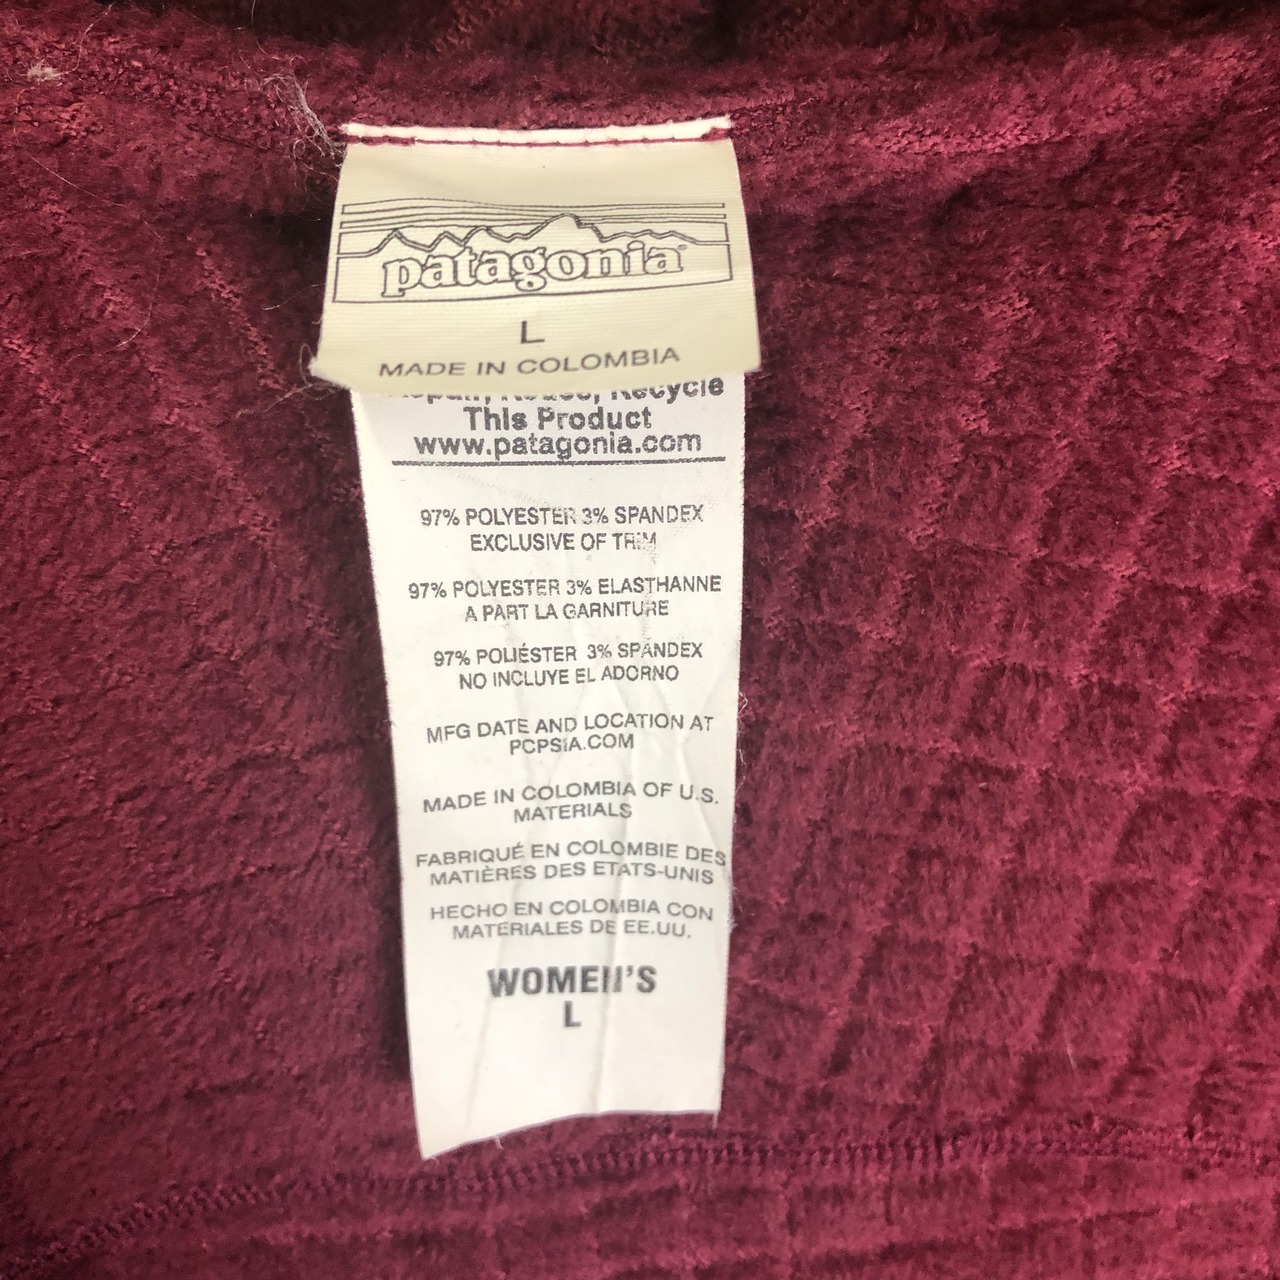 patagonia®
L
MADE IN COLOMBIA
Recycle
This Product
www.patagonia.com
97% POLYESTER 3% SPANDEX
EXCLUSIVE OF TRIM
97% POLYESTER 3% ELASTHANNE
A PART LA GARNITURE
97% POLIÉSTER 3% SPANDEX
NO INCLUYE EL ADORNO
MFG DATE AND LOCATION AT
PCPSIA.COM
MADE IN COLOMBIA OF U.S.
MATERIALS
FABRIQUÉ EN COLOMBIE DES
MATIÈRES DES ETATS-UNIS
HECHO EN COLOMBIA CON
MATERIALES DE EE.UU.
WOMEN'S
L